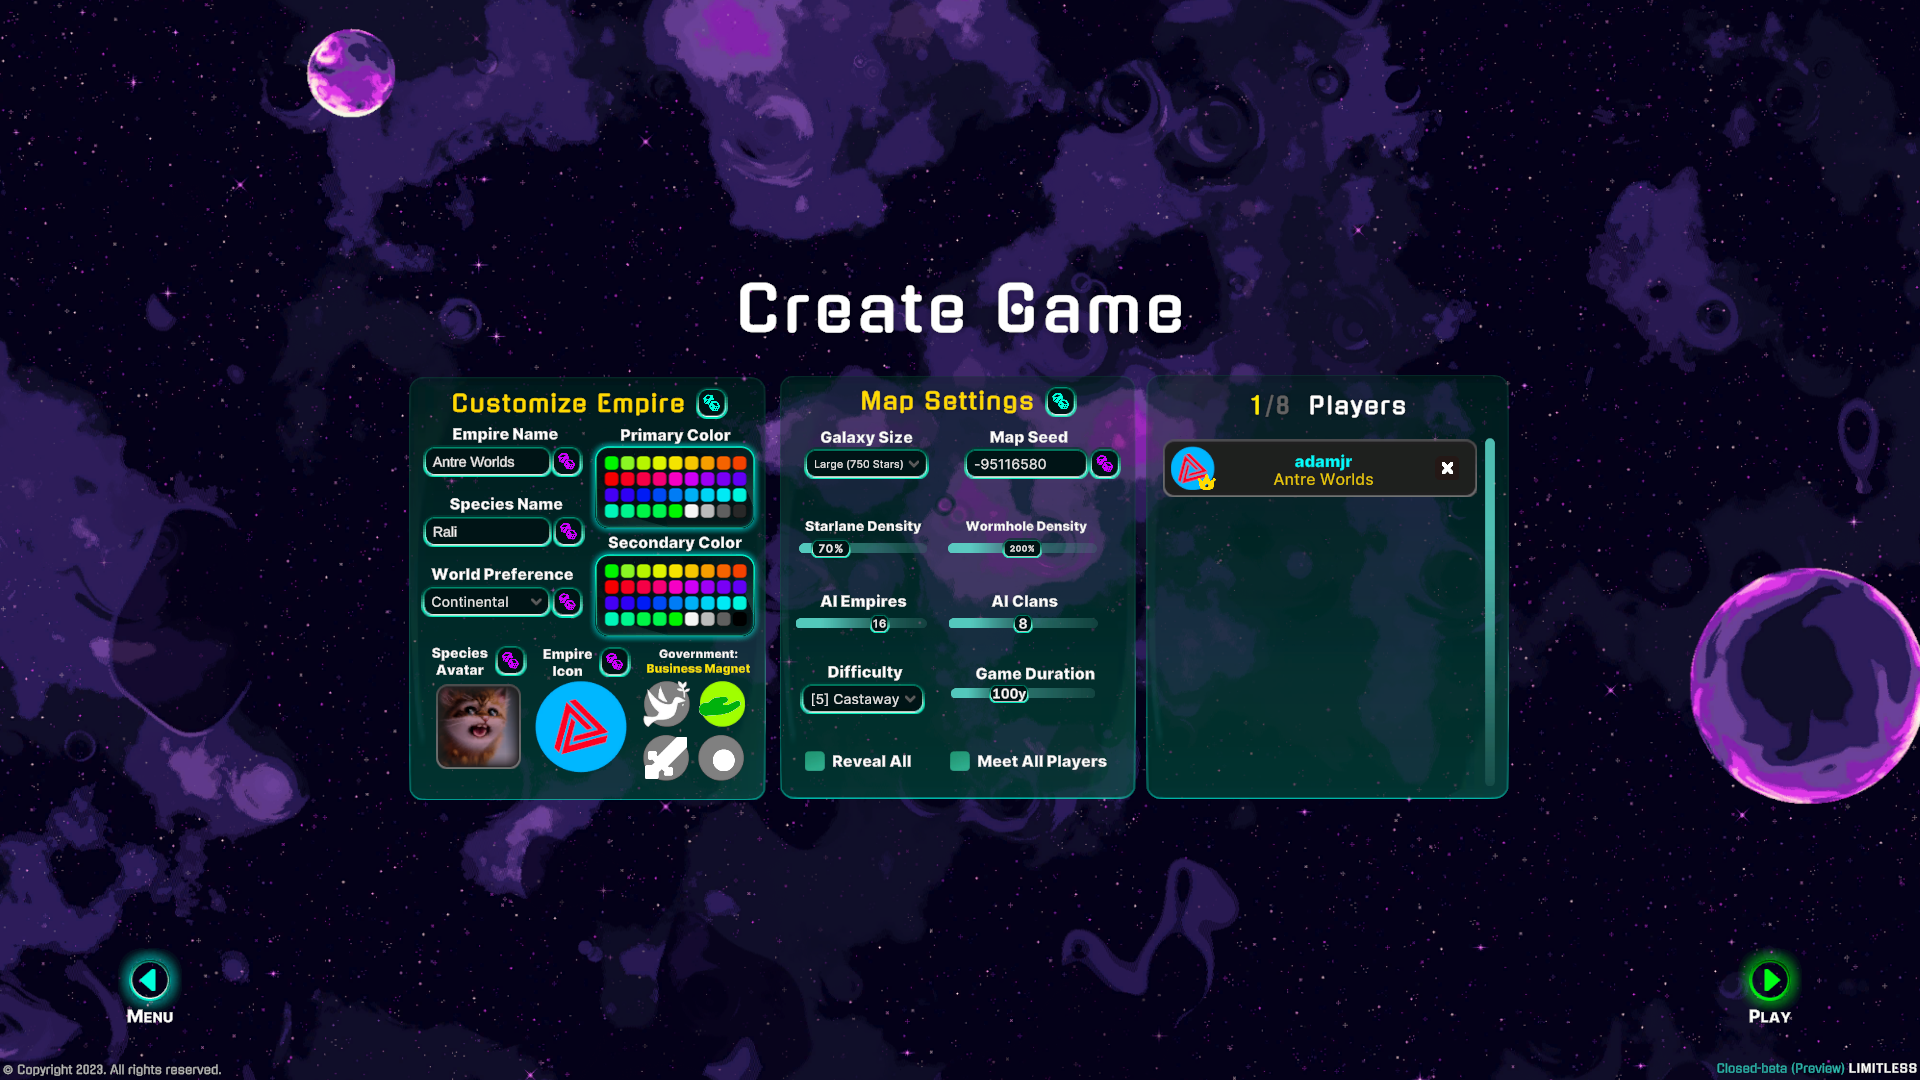 Create Game
Customize Empire
Empire Name
Antre Worlds
Species Name
Rali
World Preference
Continental
Primary Color
Secondary Color
Species
Avatar
Empire
Icon
Government:
Business Magnet
Map Settings
Galaxy Size
Large (750 Stars)
Map Seed
-95116580
Starlane Density
70%
Wormhole Density
200%
AI Empires
16
AI Clans
8
Difficulty
[5] Castaway
Game Duration
100y
Reveal All
Meet All Players
1/8 Players
adamjr
Antre Worlds
Menu
Play
© Copyright 2023. All rights reserved.
Closed-beta (Preview) LIMITLESS